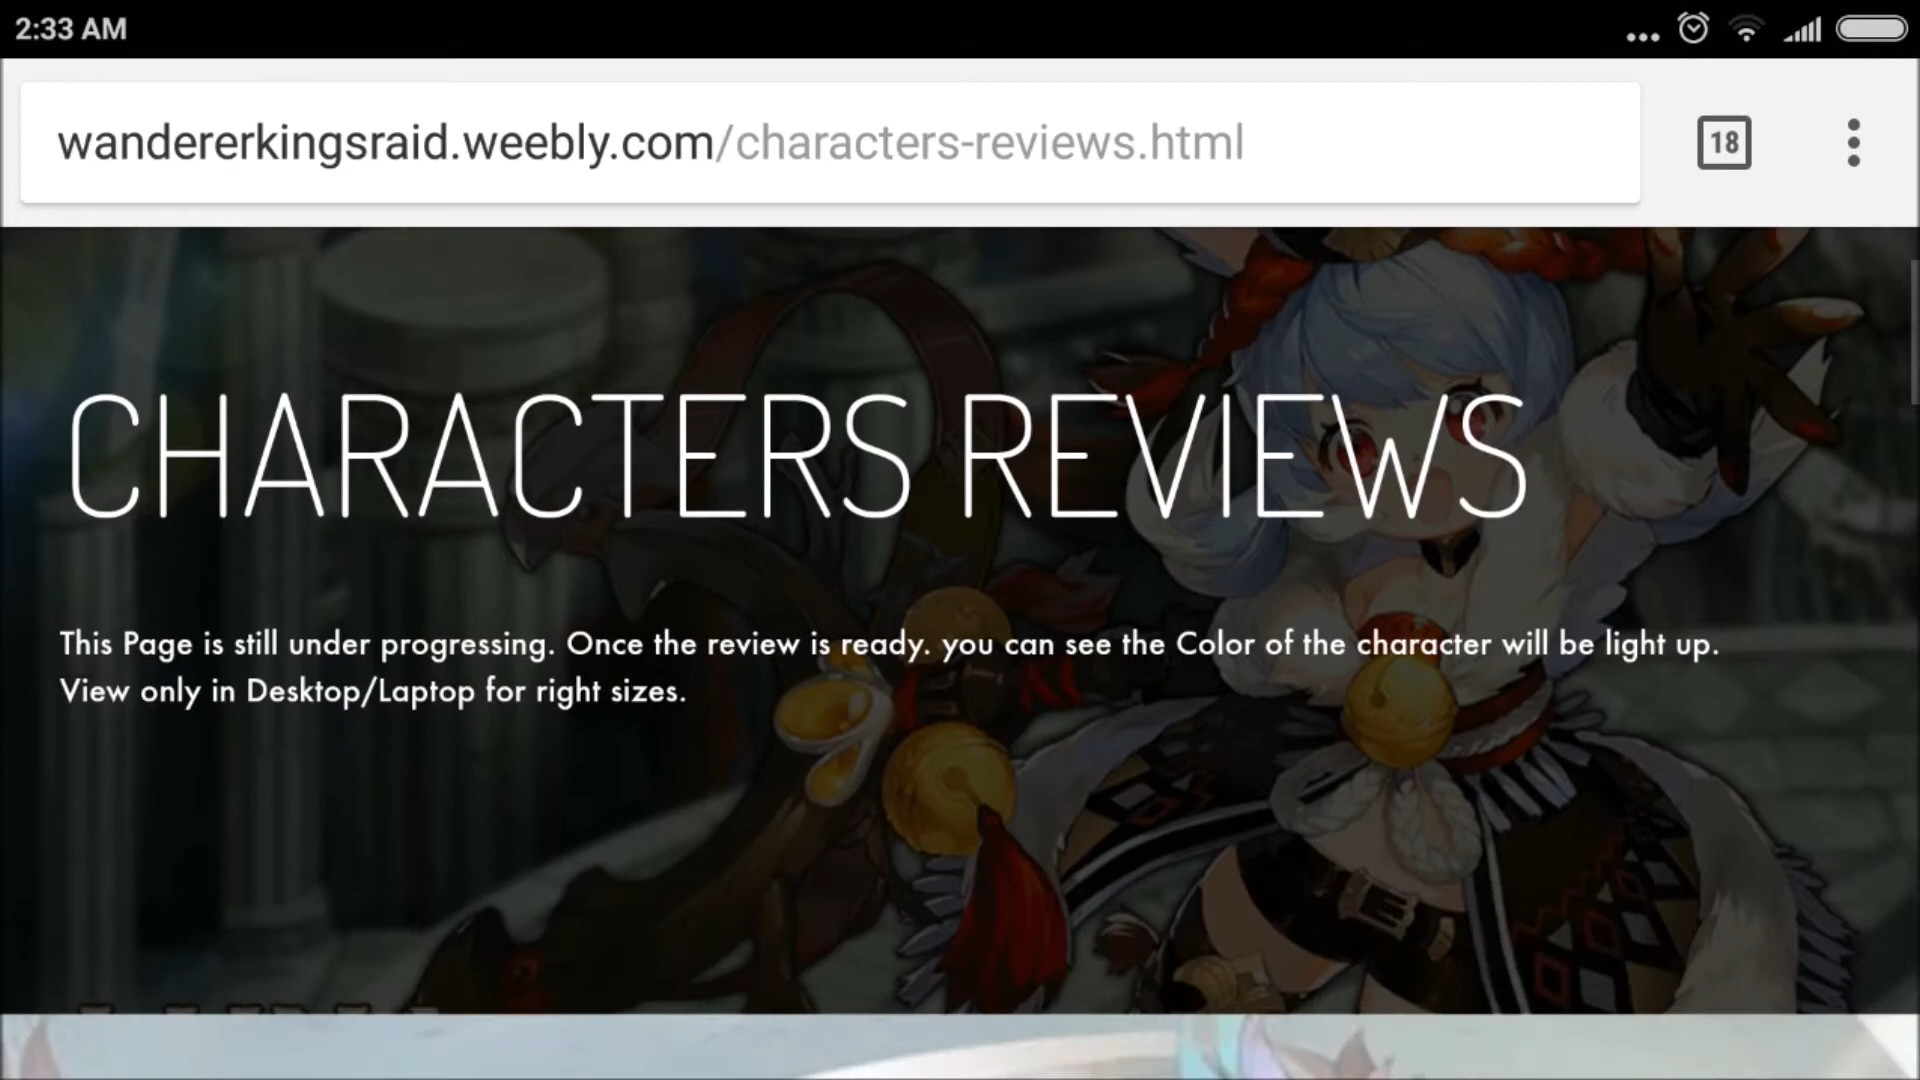 2:33 AM
wandererkingsraid.weebly.com/characters-reviews.html
18
CHARACTERS REVIEWS
This Page is still under progressing. Once the review is ready. you can see the Color of the character will be light up.
View only in Desktop/Laptop for right sizes.